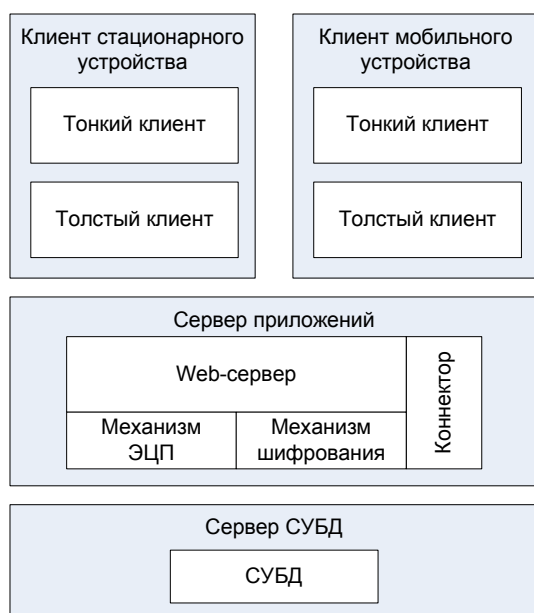 Клиент стационарного
устройства
Тонкий клиент
Толстый клиент
Клиент мобильного
устройства
Тонкий клиент
Толстый клиент
Сервер приложений
Web-сервер
Механизм
ЭЦП
Механизм
шифрования
Коннектор
Сервер СУБД
СУБД